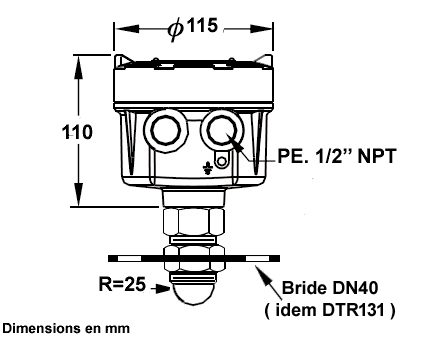 ϕ115
110
PE. 1/2” NPT
R=25
Bride DN40
( idem DTR131 )
Dimensions en mm